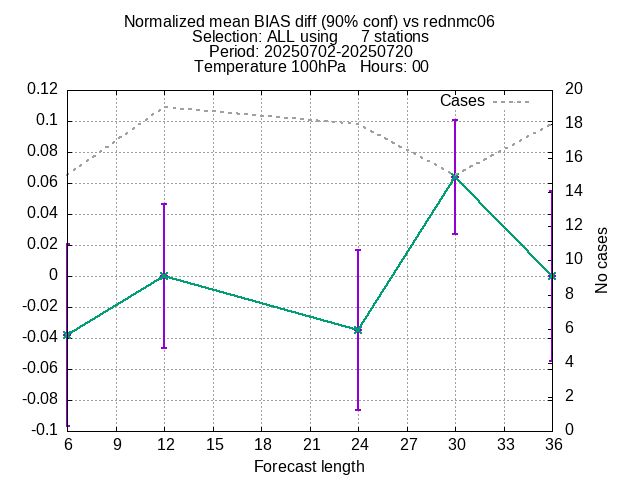 Normalized mean BIAS diff (90% conf) vs rednmc06
Selection: ALL using     7 stations
Period: 20250702-20250720
Temperature 100hPa   Hours: 00
Cases
0.12
0.1
0.08
0.06
0.04
0.02
0
-0.02
-0.04
-0.06
-0.08
-0.1
20
18
16
14
12
10
8
6
4
2
0
No cases
6 9 12 15 18 21 24 27 30 33 36
Forecast length